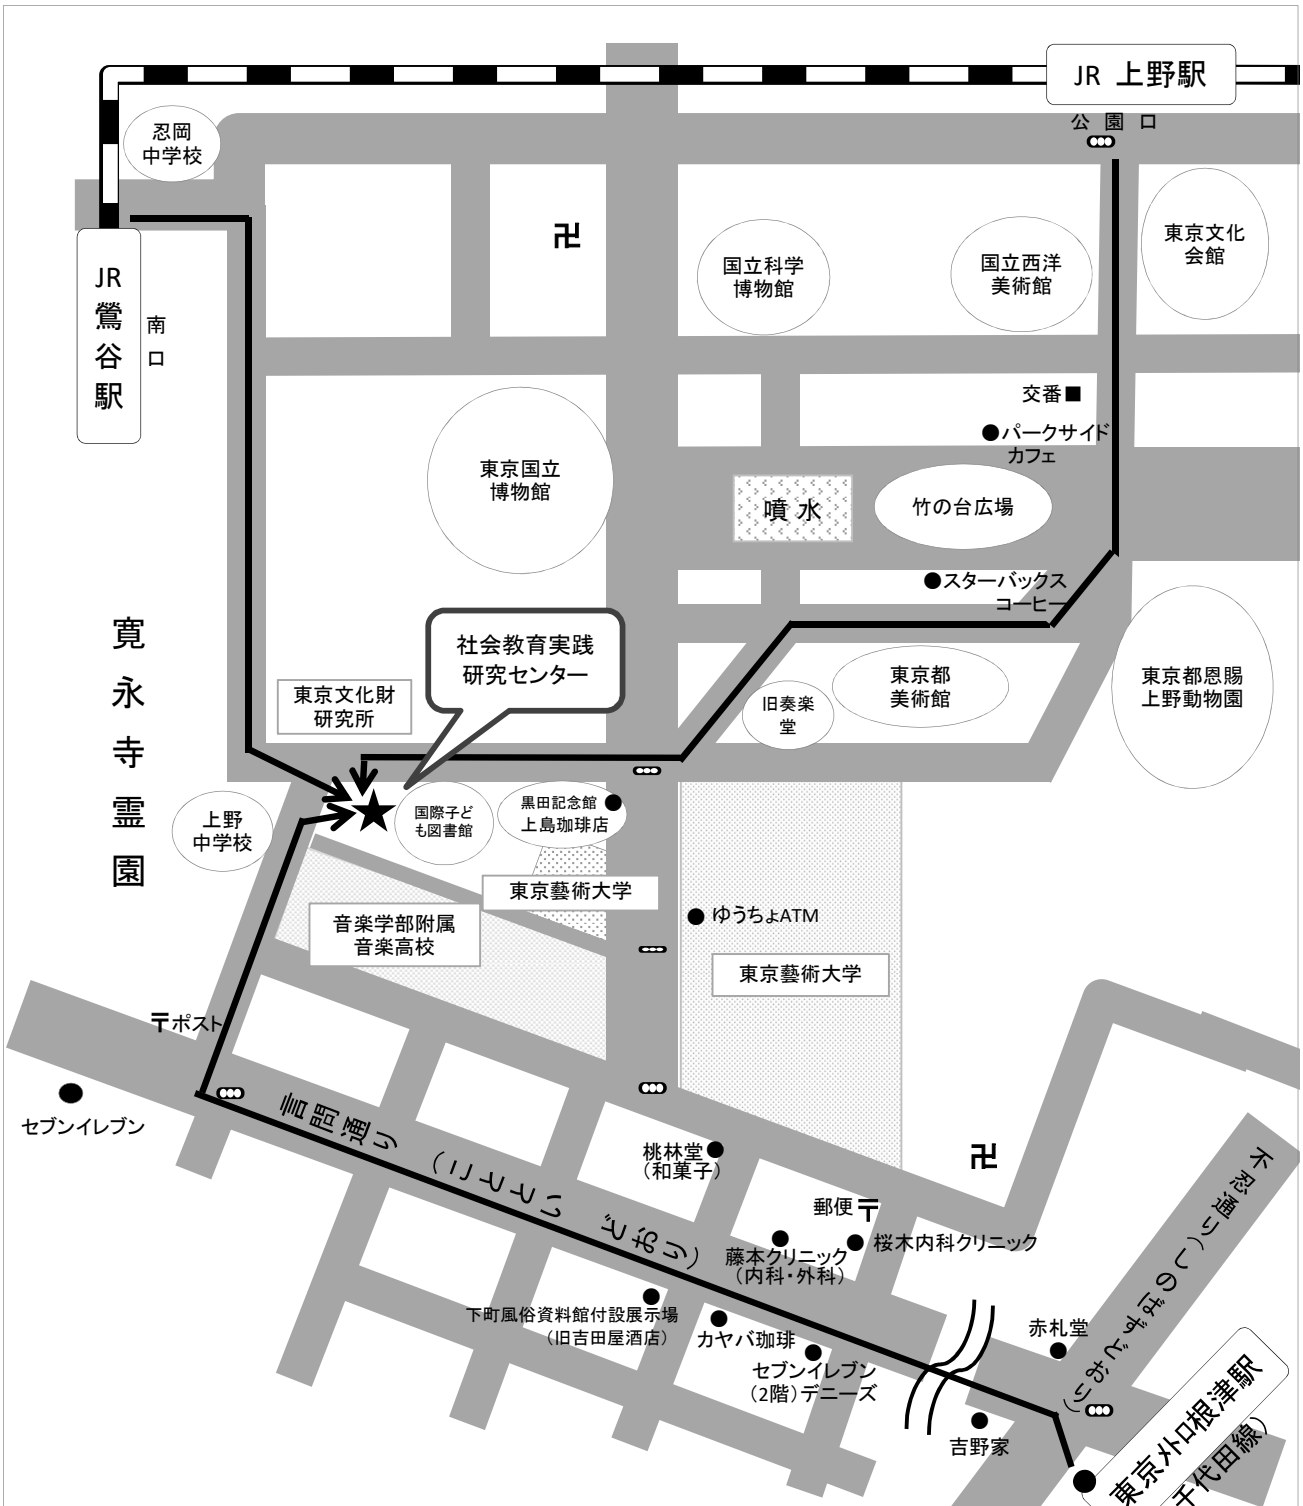 JR 上野駅
公園口
忍岡
中学校
JR
鶯
谷
駅
南
口
卍
国立科学
博物館
国立西洋
美術館
東京文化
会館
交番■
●パークサイド
カフェ
東京国立
博物館
噴水
竹の台広場
●スターバックス
コーヒー
寛
永
寺
霊
園
社会教育実践
研究センター
東京文化財
研究所
旧奏楽
堂
東京都
美術館
東京都恩賜
上野動物園
上野
中学校
国際子ど
も図書館
黒田記念館
上島珈琲店
東京藝術大学
音楽学部附属
音楽高校
●ゆうちょATM
東京藝術大学
〒ポスト
セブンイレブン
言問通り(ことといどおり)
桃林堂
(和菓子)
卍
郵便〒
桜木内科クリニック
藤本クリニック
(内科・外科)
下町風俗資料館付設展示場
(旧吉田屋酒店)
カヤバ珈琲
セブンイレブン
(2階)デニーズ
赤札堂
吉野家
不忍通り(しのばずどおり)
東京メトロ根津駅
千代田線)